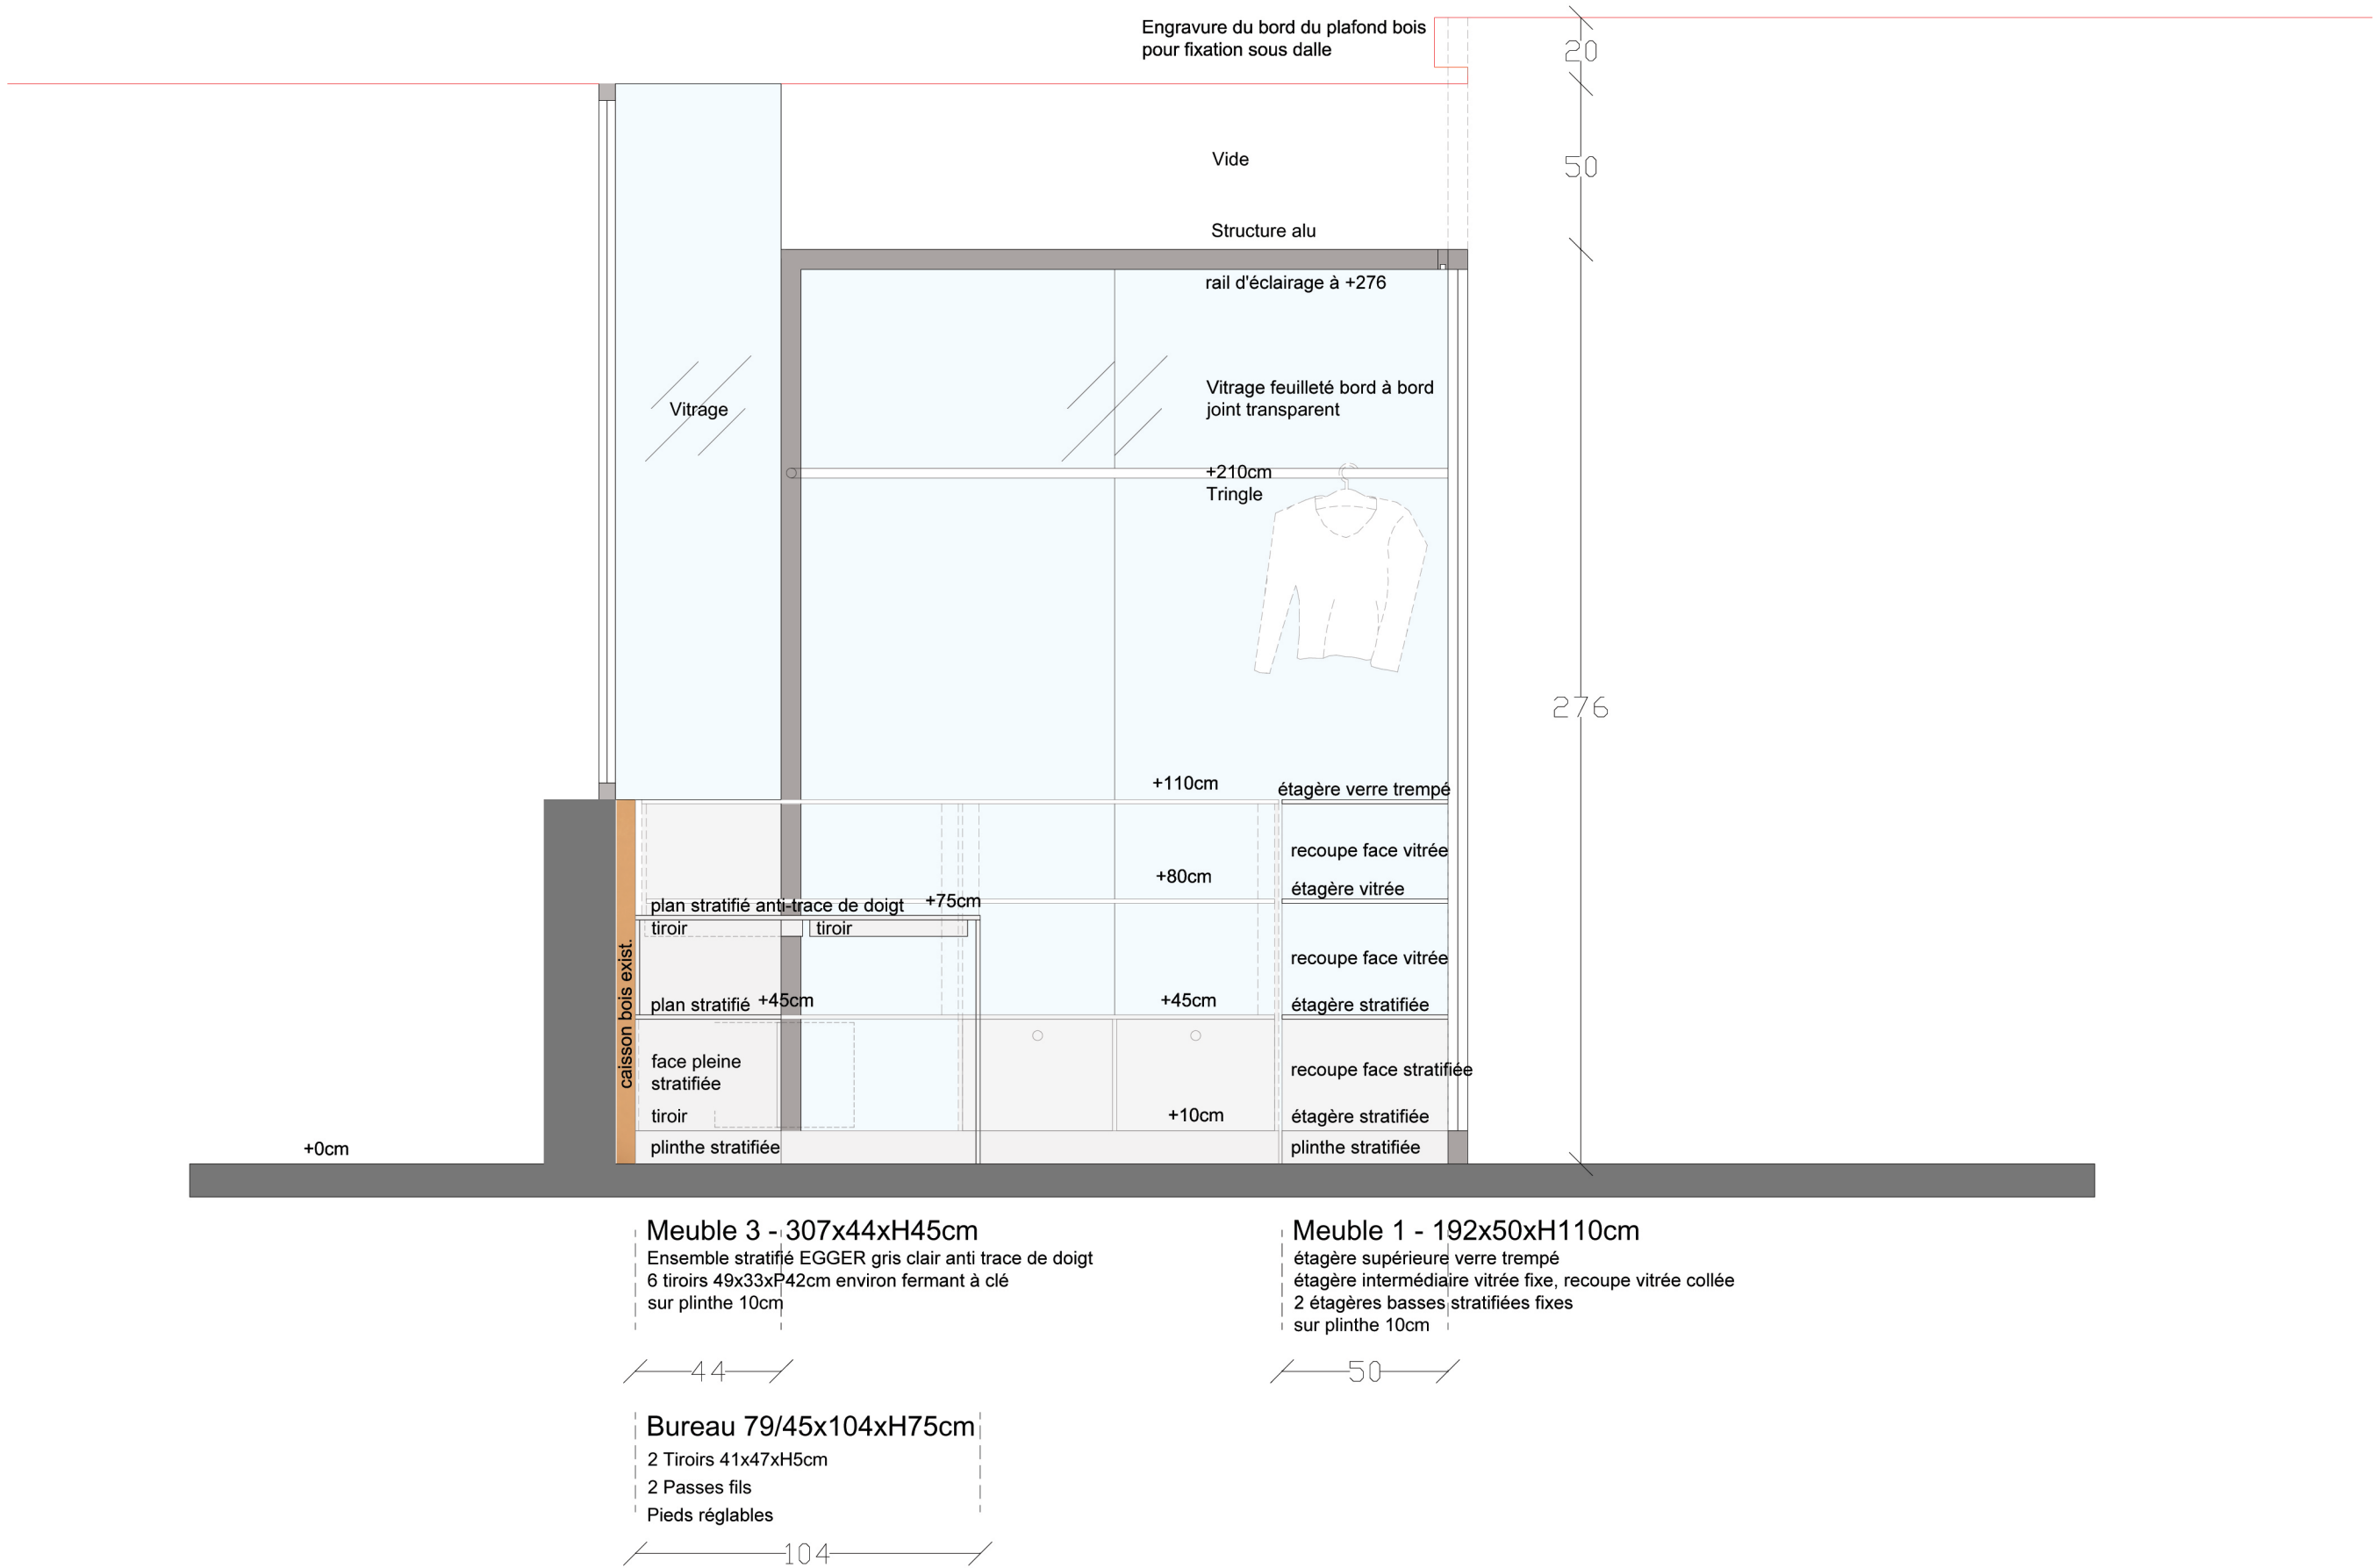 Engravure du bord du plafond bois
pour fixation sous dalle
20
Vide
50
Structure alu
rail d'éclairage à +276
Vitrage
Vitrage feuilleté bord à bord
joint transparent
+210cm
Tringle
276
+110cm
étagère verre trempé
recoupe face vitrée
+80cm
étagère vitrée
plan stratifié anti-trace de doigt
+75cm
tiroir
tiroir
recoupe face vitrée
caisson bois exist.
plan stratifié
+45cm
+45cm
étagère stratifiée
face pleine
stratifiée
recoupe face stratifiée
tiroir
+10cm
étagère stratifiée
+0cm
plinthe stratifiée
plinthe stratifiée
Meuble 3 - 307x44xH45cm
Ensemble stratifié EGGER gris clair anti trace de doigt
6 tiroirs 49x33xP42cm environ fermant à clé
sur plinthe 10cm
Meuble 1 - 192x50xH110cm
étagère supérieure verre trempé
étagère intermédiaire vitrée fixe, recoupe vitrée collée
2 étagères basses stratifiées fixes
sur plinthe 10cm
44
50
Bureau 79/45x104xH75cm
2 Tiroirs 41x47xH5cm
2 Passes fils
Pieds réglables
104